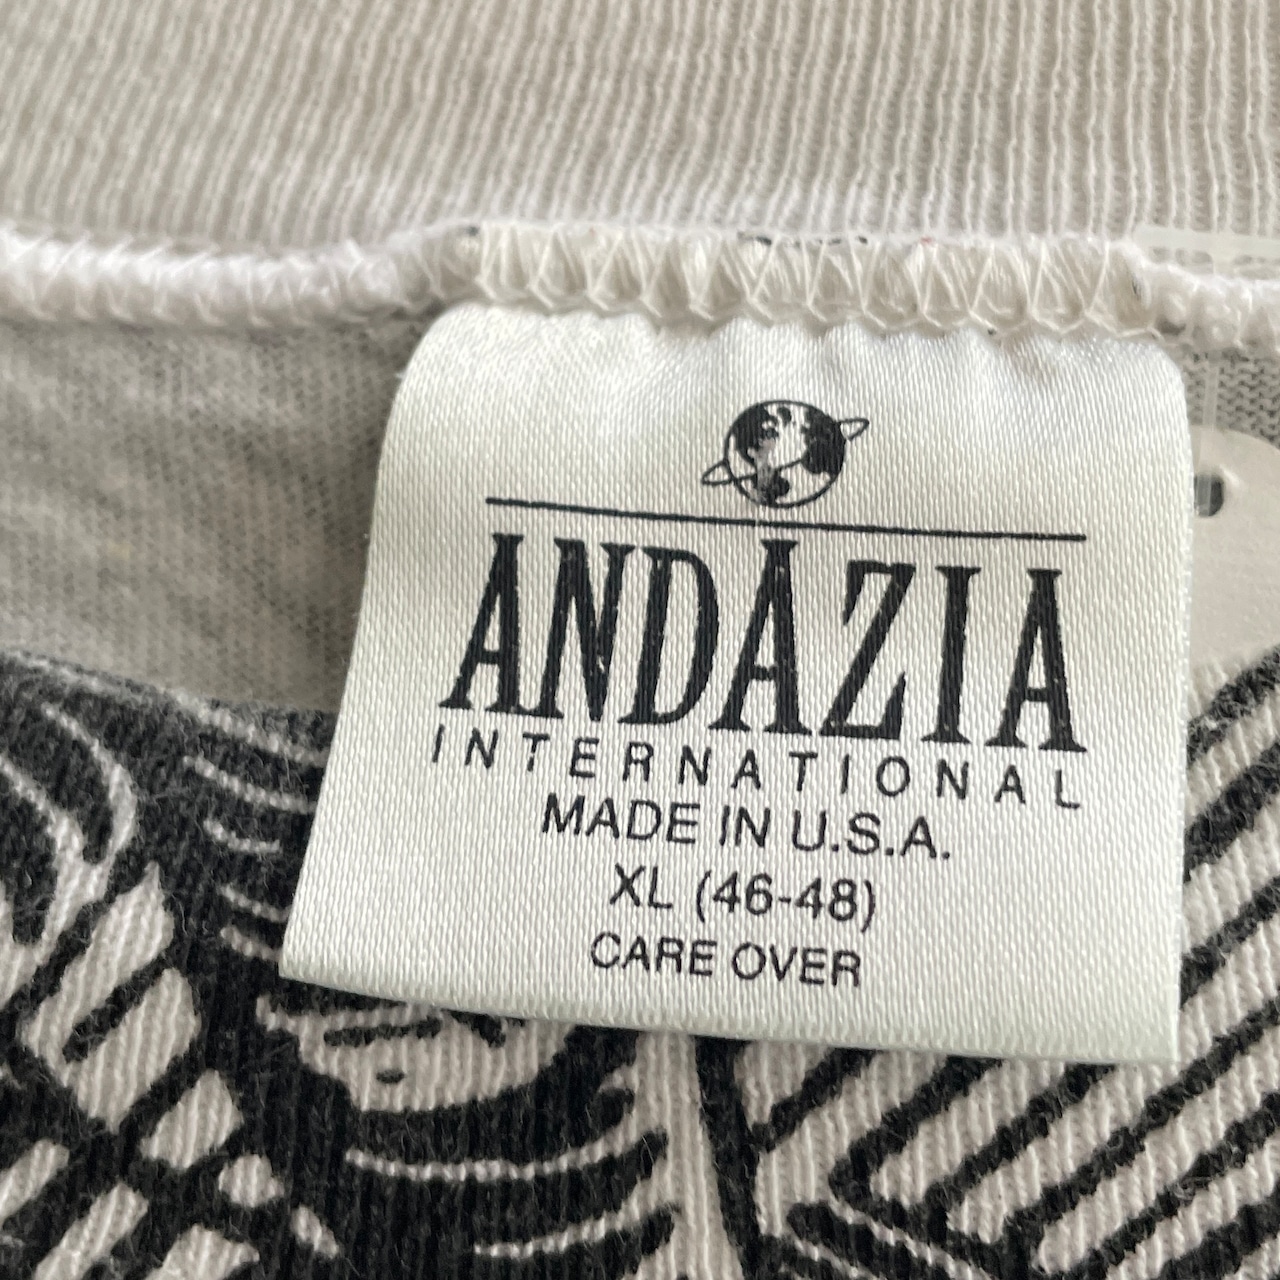 ANDAZIA
INTERNATIONAL
MADE IN U.S.A.
XL (46-48)
CARE OVER